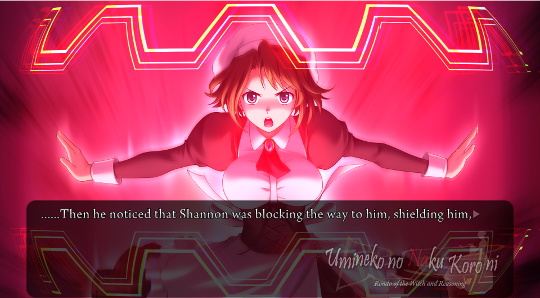 ......Then he noticed that Shannon was blocking the way to him, shielding him,
Umineko no Naku Koro ni
Rondo of the Witch and Reasoning